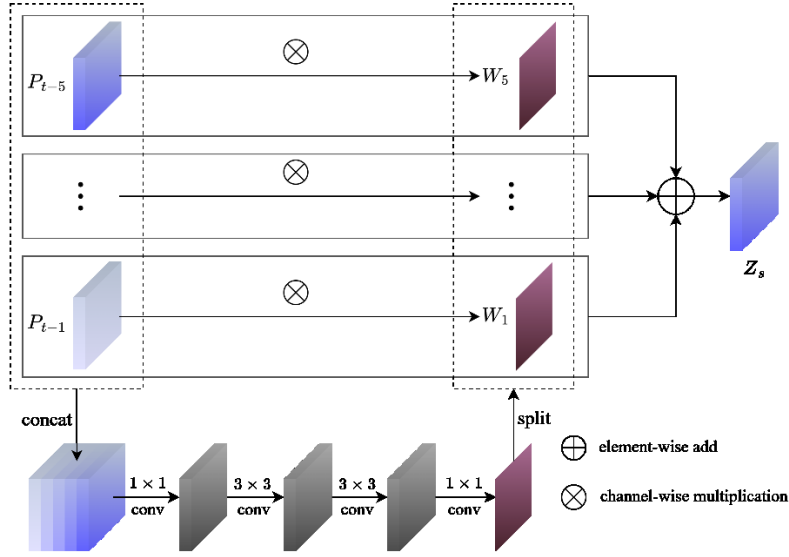 P_{t-5}
W_5
P_{t-1}
W_1
Z_s
concat
split
1 × 1
conv
3 × 3
conv
3 × 3
conv
1 × 1
conv
element-wise add
channel-wise multiplication